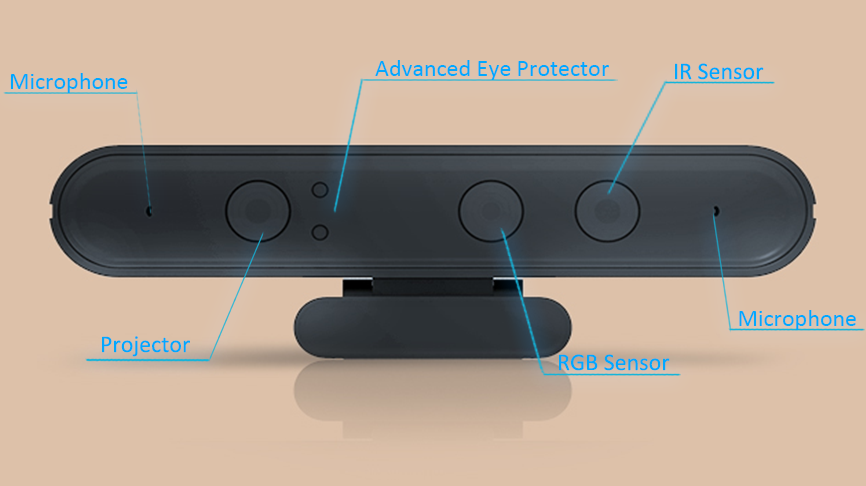 Advanced Eye Protector
IR Sensor
Microphone
Microphone
Projector
RGB Sensor